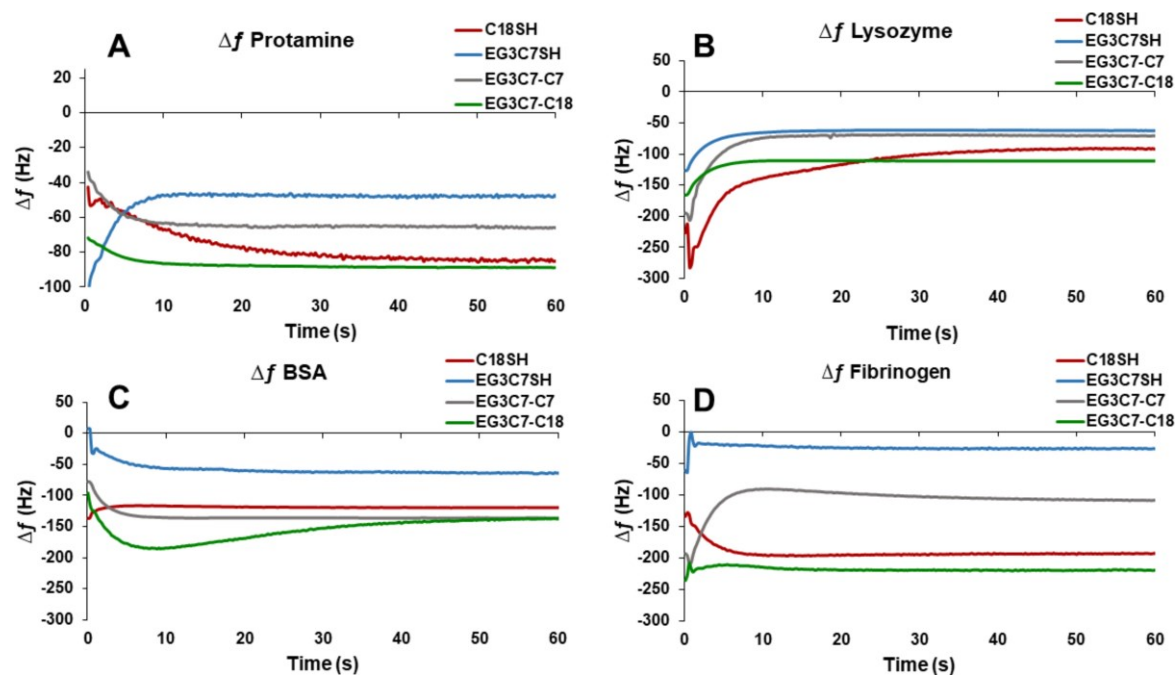 A
Δf Protamine
C18SH
EG3C7SH
EG3C7-C7
EG3C7-C18
20
0
-20
-40
-60
-80
-100
Δf (Hz)
0 10 20 30 40 50 60
Time (s)
B
Δf Lysozyme
C18SH
EG3C7SH
EG3C7-C7
EG3C7-C18
50
0
-50
-100
-150
-200
-250
-300
Δf (Hz)
0 10 20 30 40 50 60
Time (s)
C
Δf BSA
C18SH
EG3C7SH
EG3C7-C7
EG3C7-C18
50
0
-50
-100
-150
-200
-250
-300
Δf (Hz)
0 10 20 30 40 50 60
Time (s)
D
Δf Fibrinogen
C18SH
EG3C7SH
EG3C7-C7
EG3C7-C18
50
0
-50
-100
-150
-200
-250
-300
Δf (Hz)
0 10 20 30 40 50 60
Time (s)